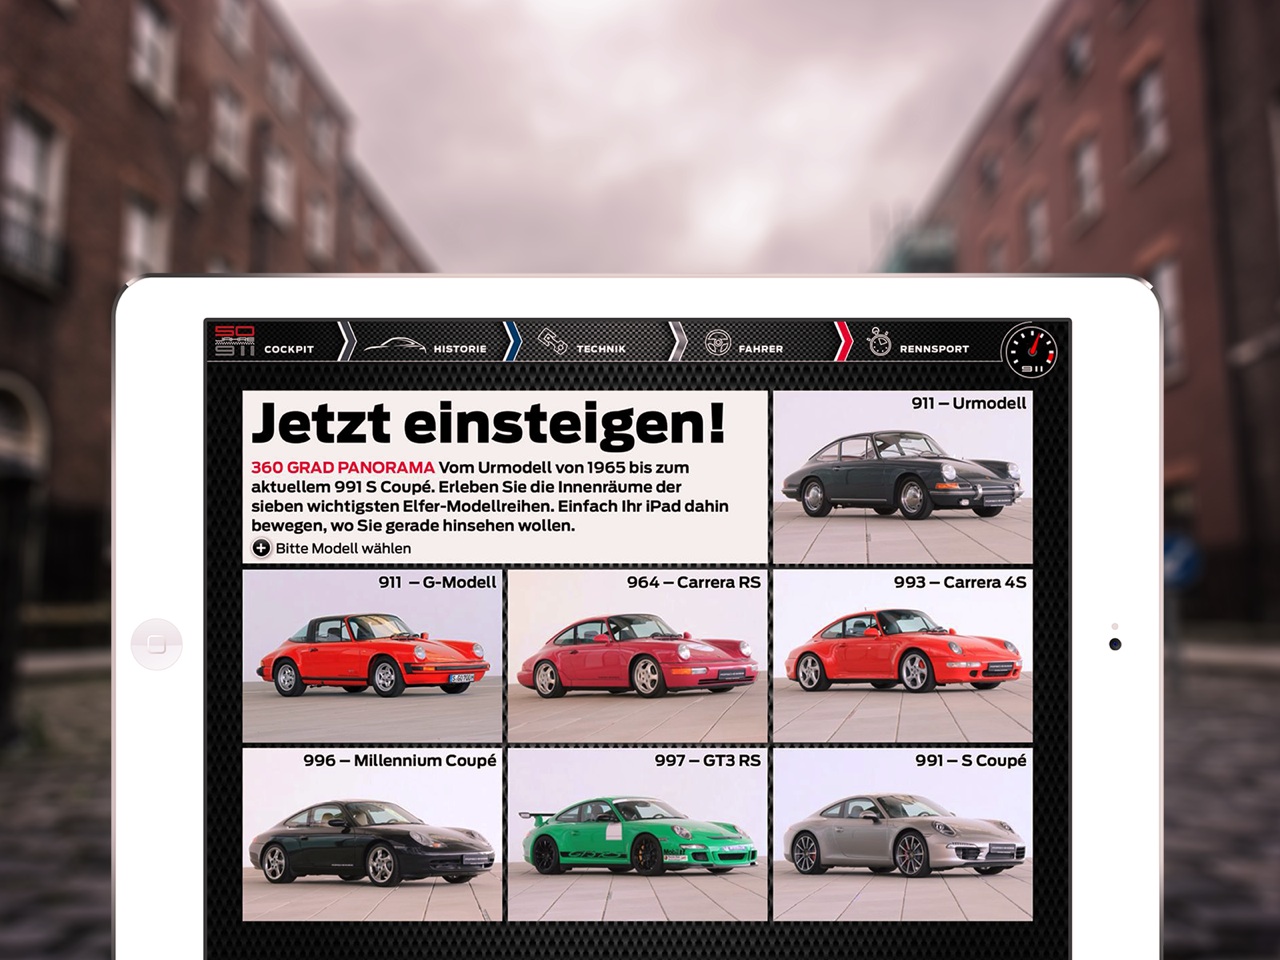 50
JAHRE
911
COCKPIT
HISTORIE
TECHNIK
FAHRER
RENNSPORT
911
Jetzt einsteigen!
360 GRAD PANORAMA Vom Urmodell von 1965 bis zum
aktuellem 991 S Coupé. Erleben Sie die Innenräume der
sieben wichtigsten Elfer-Modellreihen. Einfach Ihr iPad dahin
bewegen, wo Sie gerade hinsehen wollen.
Bitte Modell wählen
911 – Urmodell
911 – G-Modell
964 – Carrera RS
993 – Carrera 4S
996 – Millennium Coupé
997 – GT3 RS
991 – S Coupé